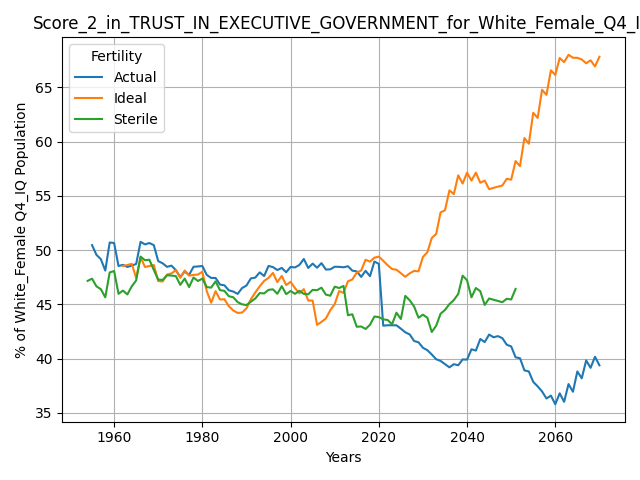 Score_2_in_TRUST_IN_EXECUTIVE_GOVERNMENT_for_White_Female_Q4_I
Fertility
Actual
Ideal
Sterile
% of White_Female Q4_IQ Population
65
60
55
50
45
40
35
1960 1980 2000 2020 2040 2060
Years